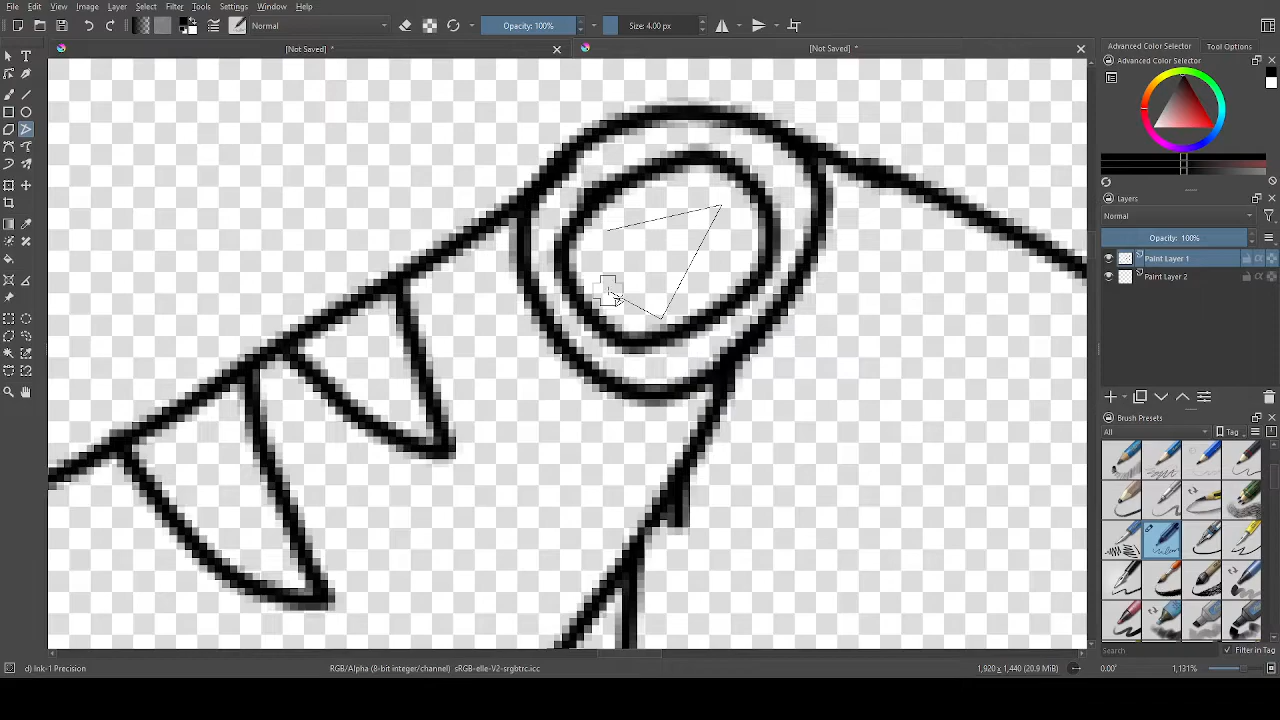 File Edit View Image Layer Select Filter Tools Settings Window Help
Normal
Opacity: 100%
Size: 4.00 px
[Not Saved] *
[Not Saved] *
Advanced Color Selector
Tool Options
Advanced Color Selector
Layers
Normal
Opacity: 100%
Paint Layer 1
Paint Layer 2
Brush Presets
All
Tag
Search
Filter in Tag
d) Ink-1 Precision
RGB/Alpha (8-bit integer/channel) sRGB-elle-V2-srgbtrc.icc
1,920 x 1,440 (20.9 MiB)
0.00°
1,131%